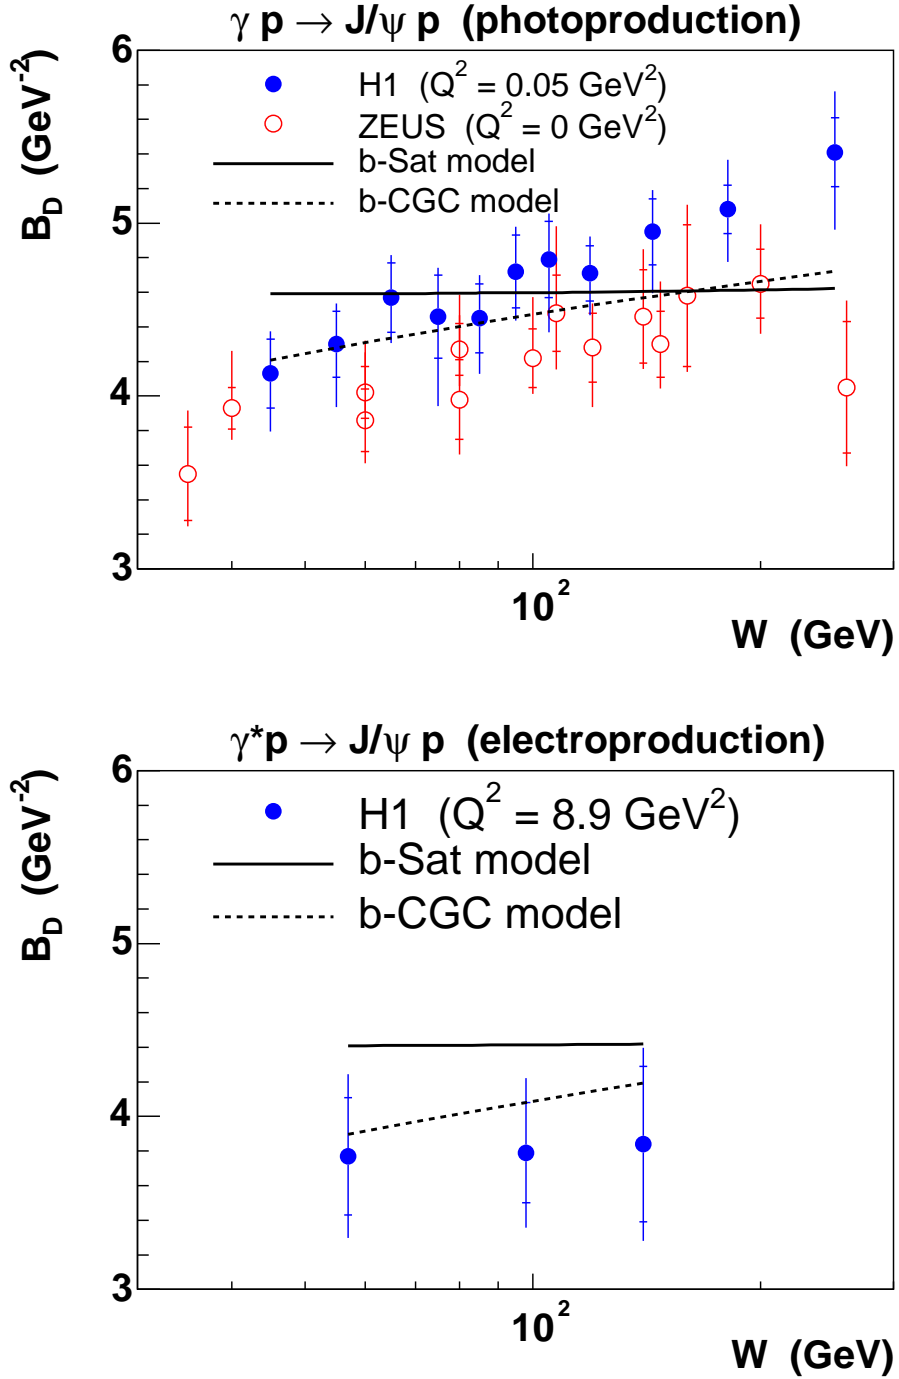 γ p → J/ψ p (photoproduction)
B_D (GeV^-2)
6
5
4
3
H1 (Q^2 = 0.05 GeV^2)
ZEUS (Q^2 = 0 GeV^2)
b-Sat model
b-CGC model
10^2
W (GeV)
γ*p → J/ψ p (electroproduction)
B_D (GeV^-2)
6
5
4
3
H1 (Q^2 = 8.9 GeV^2)
b-Sat model
b-CGC model
10^2
W (GeV)